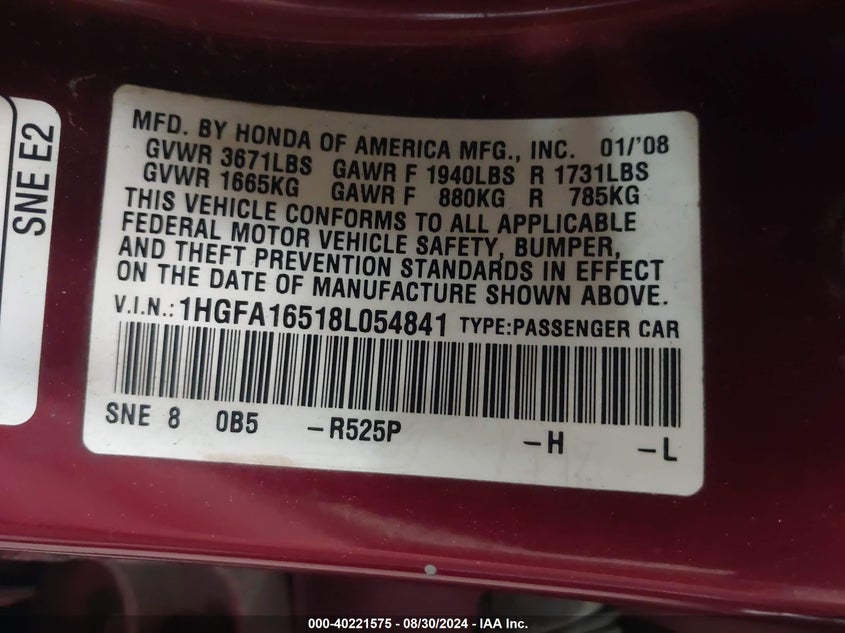 SNE E2
MFD. BY HONDA OF AMERICA MFG., INC. 01/'08
GVWR 3671LBS GAWR F 1940LBS R 1731LBS
GVWR 1665KG GAWR F 880KG R 785KG
THIS VEHICLE CONFORMS TO ALL APPLICABLE
FEDERAL MOTOR VEHICLE SAFETY, BUMPER,
AND THEFT PREVENTION STANDARDS IN EFFECT
ON THE DATE OF MANUFACTURE SHOWN ABOVE.
V.I.N.: 1HGFA16518L054841 TYPE:PASSENGER CAR
SNE 8 0B5 –R525P –H –L
000-40221575 — 08/30/2024 — IAA Inc.